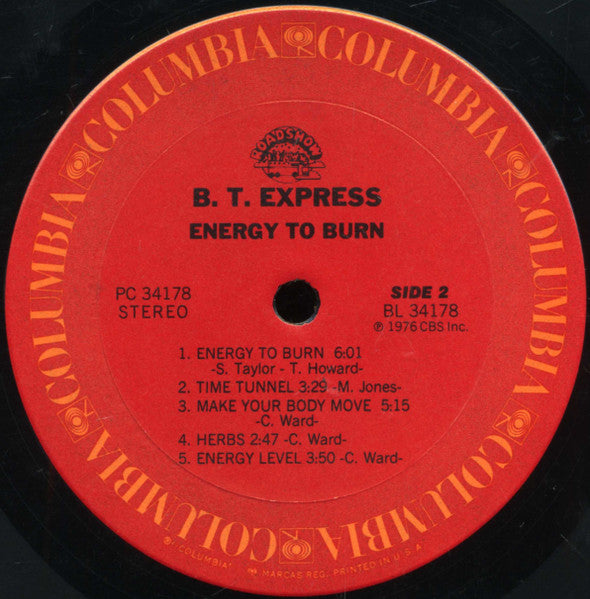 COLUMBIA COLUMBIA COLUMBIA COLUMBIA COLUMBIA COLUMBIA
ROADSHOW
B. T. EXPRESS
ENERGY TO BURN
PC 34178
STEREO
SIDE 2
BL 34178
℗ 1976 CBS Inc.
1. ENERGY TO BURN 6:01
-S. Taylor - T. Howard-
2. TIME TUNNEL 3:29 -M. Jones-
3. MAKE YOUR BODY MOVE 5:15
-C. Ward-
4. HERBS 2:47 -C. Ward-
5. ENERGY LEVEL 3:50 -C. Ward-
MARCAS REG. PRINTED IN U.S.A.